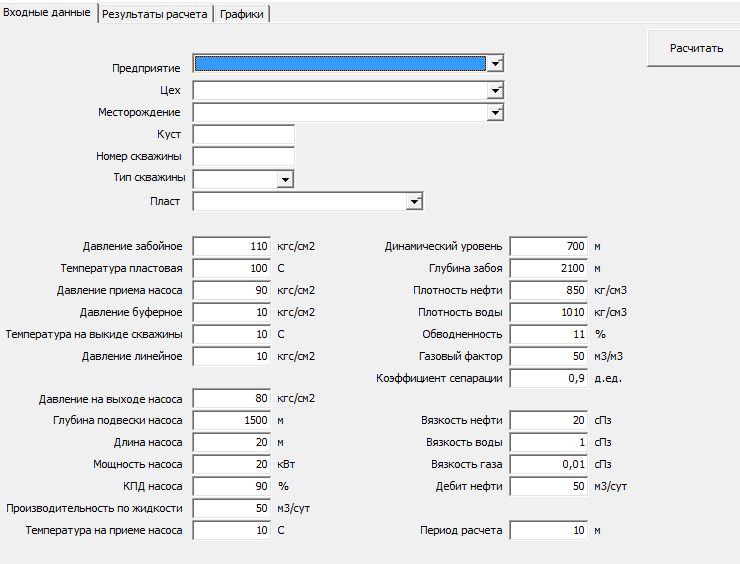 Входные данные Результаты расчета Графики
Расчитать
Предприятие
Цех
Месторождение
Куст
Номер скважины
Тип скважины
Пласт
Давление забойное 110 кгс/см2
Температура пластовая 100 С
Давление приема насоса 90 кгс/см2
Давление буферное 10 кгс/см2
Температура на выкиде скважины 10 С
Давление линейное 10 кгс/см2
Давление на выходе насоса 80 кгс/см2
Глубина подвески насоса 1500 м
Длина насоса 20 м
Мощность насоса 20 кВт
КПД насоса 90 %
Производительность по жидкости 50 м3/сут
Температура на приеме насоса 10 С
Динамический уровень 700 м
Глубина забоя 2100 м
Плотность нефти 850 кг/см3
Плотность воды 1010 кг/см3
Обводненность 11 %
Газовый фактор 50 м3/м3
Коэффициент сепарации 0,9 д.ед.
Вязкость нефти 20 сПз
Вязкость воды 1 сПз
Вязкость газа 0,01 сПз
Дебит нефти 50 м3/сут
Период расчета 10 м